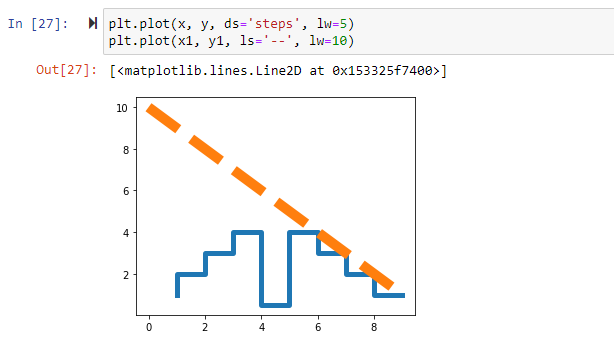 In [27]: plt.plot(x, y, ds='steps', lw=5)
plt.plot(x1, y1, ls='--', lw=10)
Out[27]: [<matplotlib.lines.Line2D at 0x153325f7400>]
10
8
6
4
2
0 2 4 6 8